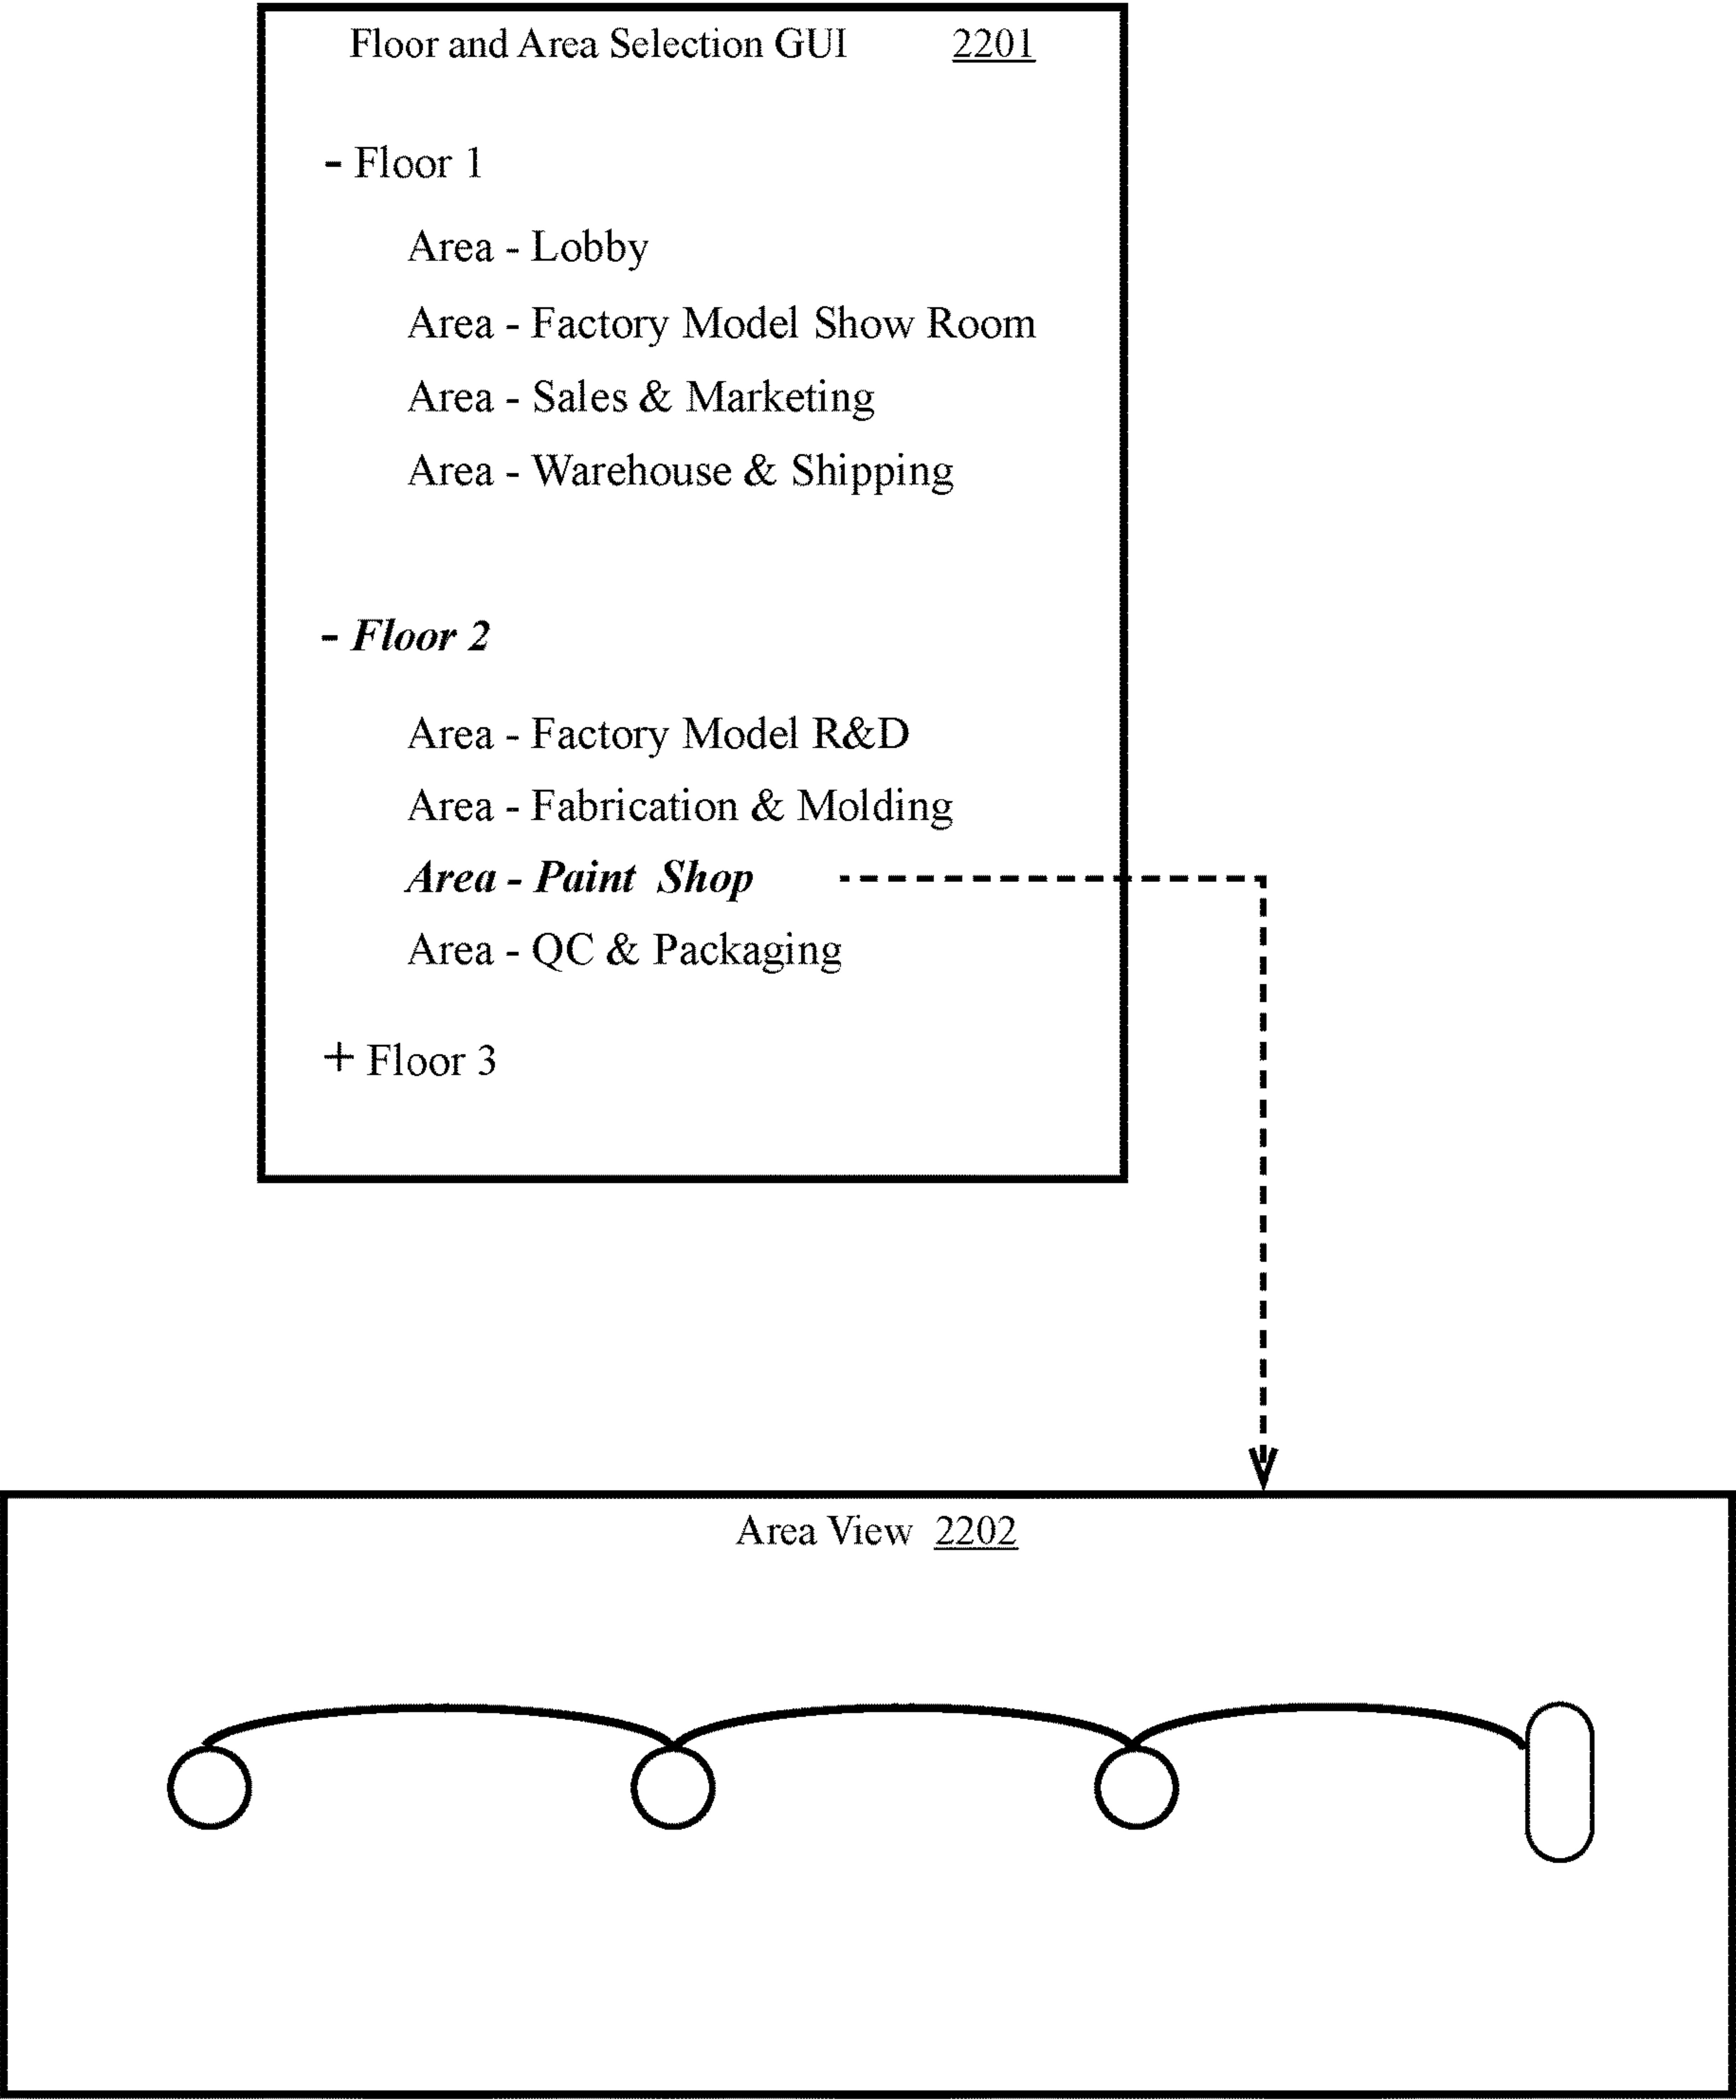 Floor and Area Selection GUI 2201
- Floor 1
Area - Lobby
Area - Factory Model Show Room
Area - Sales & Marketing
Area - Warehouse & Shipping
- Floor 2
Area - Factory Model R&D
Area - Fabrication & Molding
Area - Paint Shop
Area - QC & Packaging
+ Floor 3
Area View 2202